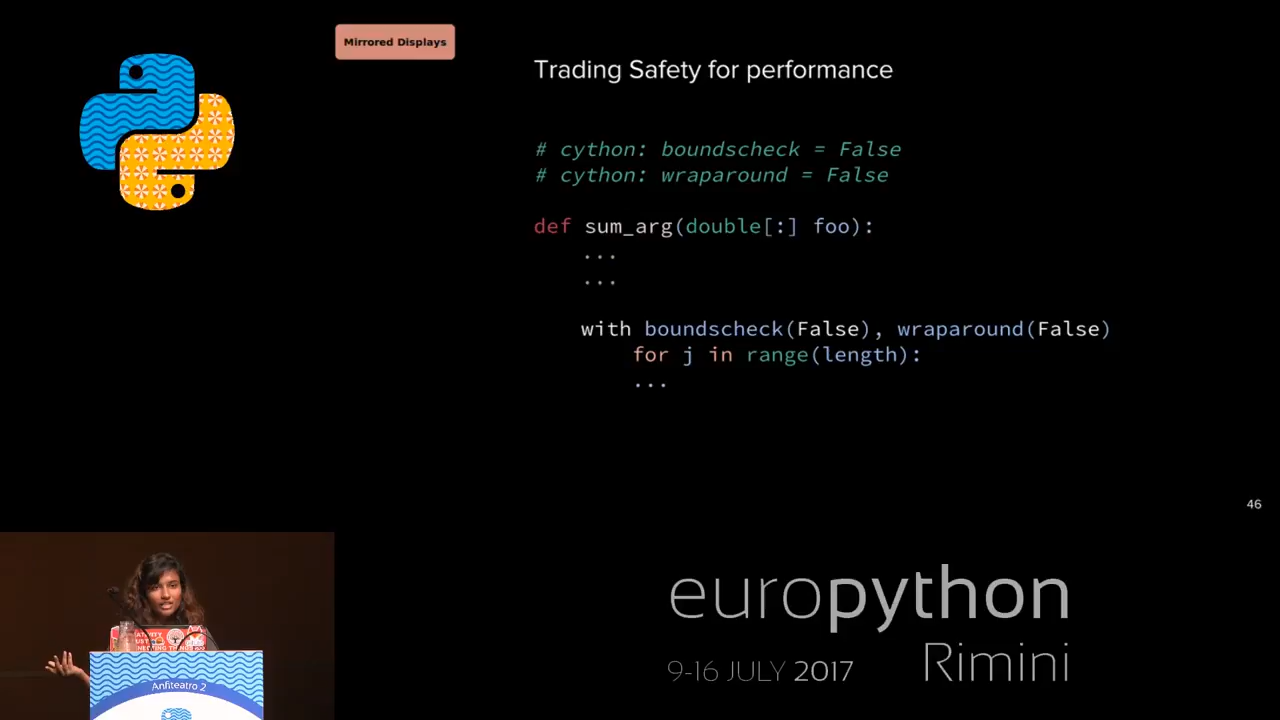 Mirrored Displays
Trading Safety for performance
# cython: boundscheck = False
# cython: wraparound = False
def sum_arg(double[:] foo):
...
...
with boundscheck(False), wraparound(False)
for j in range(length):
...
46
europython
Rimini
9-16 JULY 2017
Anfiteatro 2